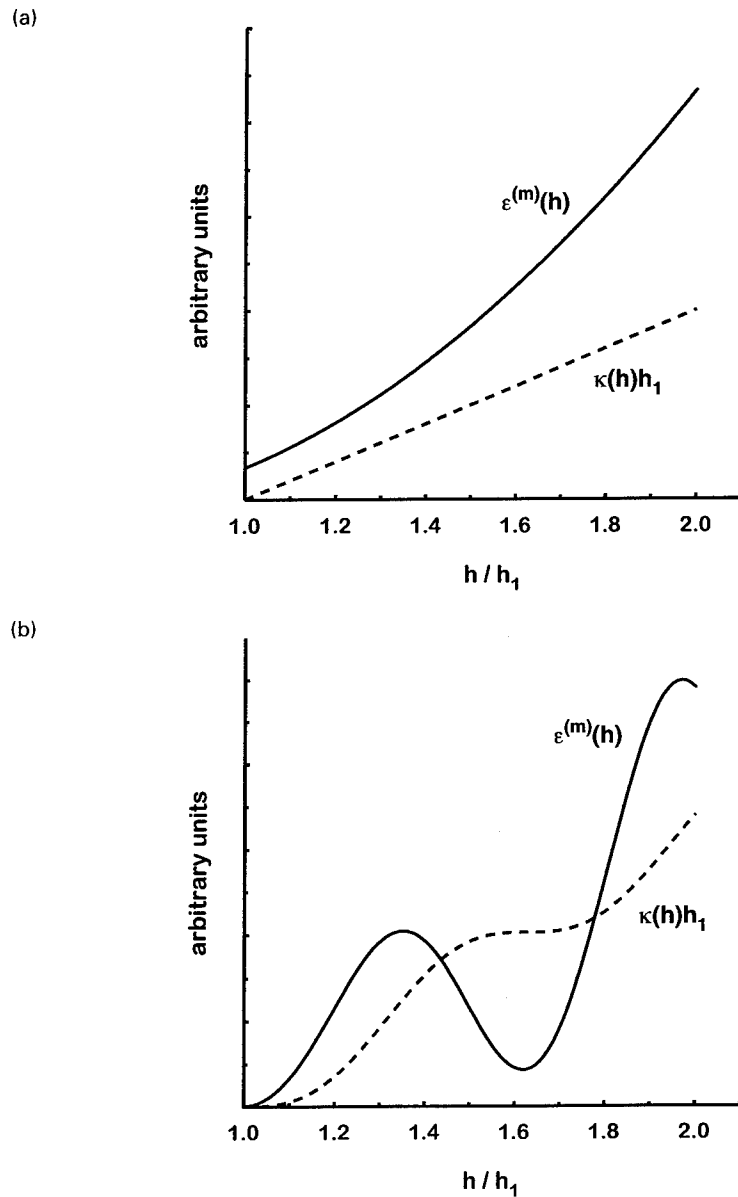 (a)
arbitrary units
ε(m)(h)
κ(h)h1
1.0 1.2 1.4 1.6 1.8 2.0
h / h1
(b)
arbitrary units
ε(m)(h)
κ(h)h1
1.0 1.2 1.4 1.6 1.8 2.0
h / h1